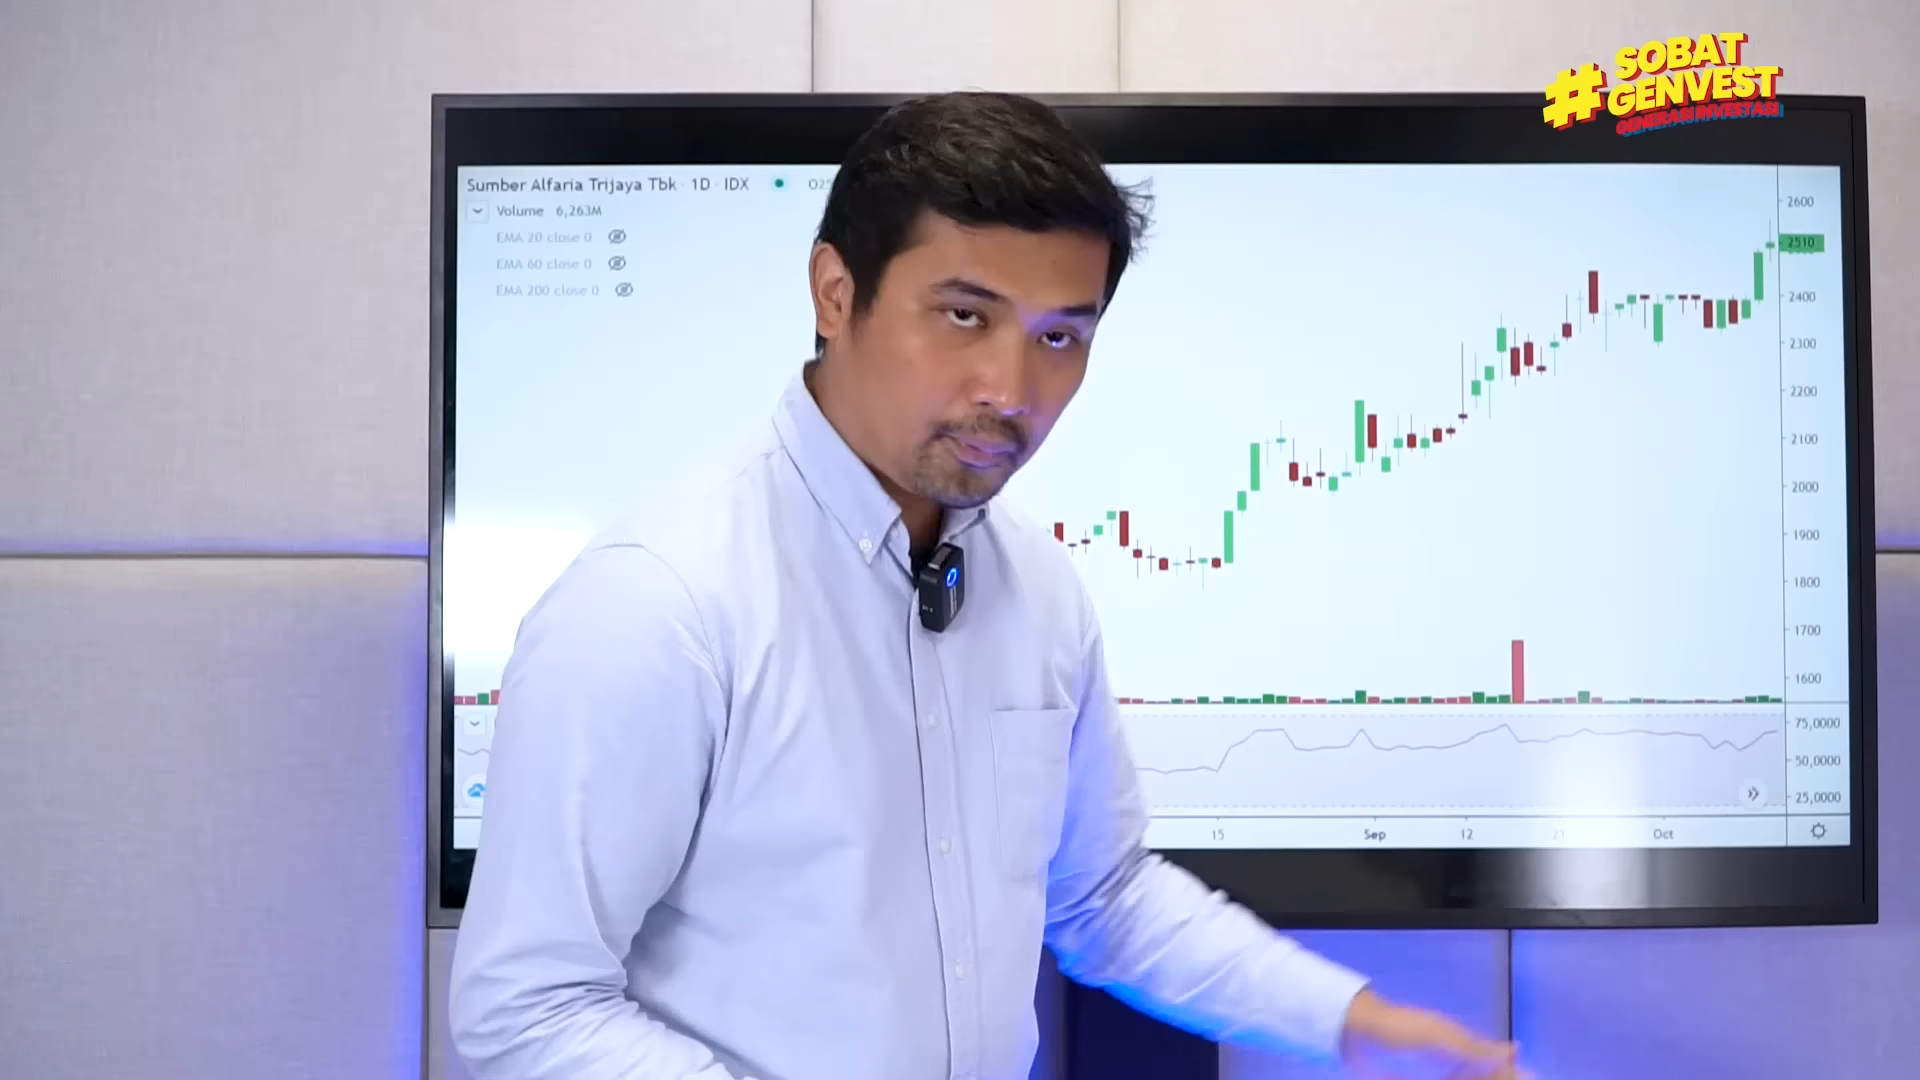 #SOBAT
GENVEST
GENERASI INVESTASI
Sumber Alfaria Trijaya Tbk · 1D · IDX
Volume 6,263M
EMA 20 close 0
EMA 60 close 0
EMA 200 close 0
2600
2510
2400
2300
2200
2100
2000
1900
1800
1700
1600
75,0000
50,0000
25,0000
15 Sep 12 21 Oct